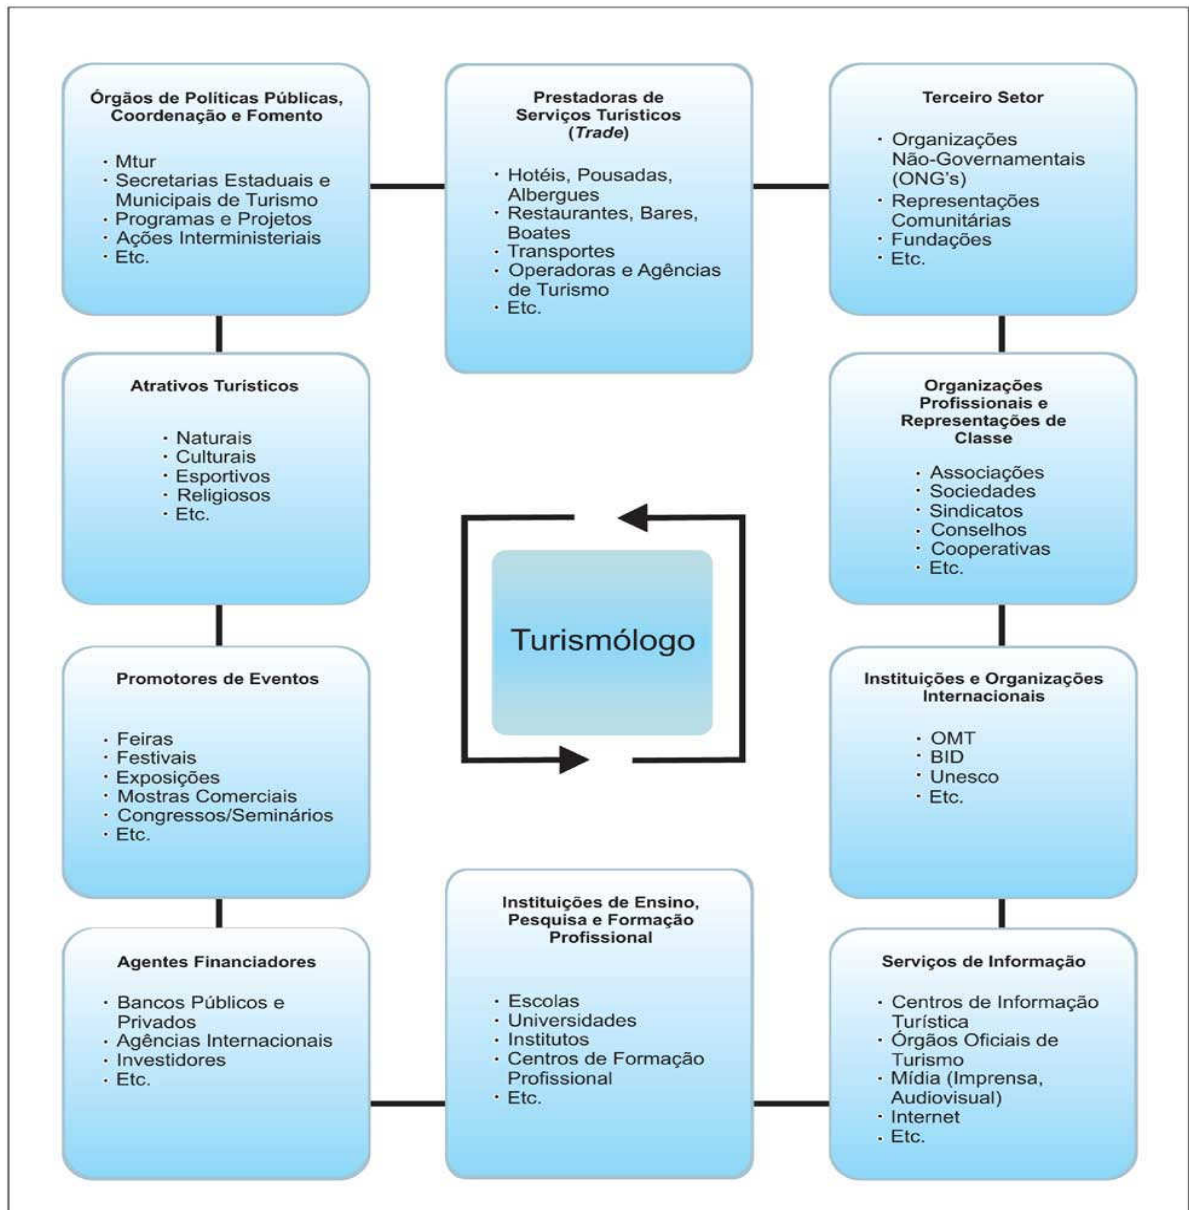 Órgãos de Políticas Públicas,
Coordenação e Fomento
· Mtur
· Secretarias Estaduais e
Municipais de Turismo
· Programas e Projetos
· Ações Interministeriais
· Etc.
Prestadoras de
Serviços Turísticos
(Trade)
· Hotéis, Pousadas,
Albergues
· Restaurantes, Bares,
Boates
· Transportes
· Operadoras e Agências
de Turismo
· Etc.
Terceiro Setor
· Organizações
Não-Governamentais
(ONG's)
· Representações
Comunitárias
· Fundações
· Etc.
Atrativos Turísticos
· Naturais
· Culturais
· Esportivos
· Religiosos
· Etc.
Organizações
Profissionais e
Representações de
Classe
· Associações
· Sociedades
· Sindicatos
· Conselhos
· Cooperativas
· Etc.
Turismólogo
Promotores de Eventos
· Feiras
· Festivais
· Exposições
· Mostras Comerciais
· Congressos/Seminários
· Etc.
Instituições e Organizações
Internacionais
· OMT
· BID
· Unesco
· Etc.
Agentes Financiadores
· Bancos Públicos e
Privados
· Agências Internacionais
· Investidores
· Etc.
Instituições de Ensino,
Pesquisa e Formação
Profissional
· Escolas
· Universidades
· Institutos
· Centros de Formação
Profissional
· Etc.
Serviços de Informação
· Centros de Informação
Turística
· Órgãos Oficiais de
Turismo
· Mídia (Imprensa,
Audiovisual)
· Internet
· Etc.